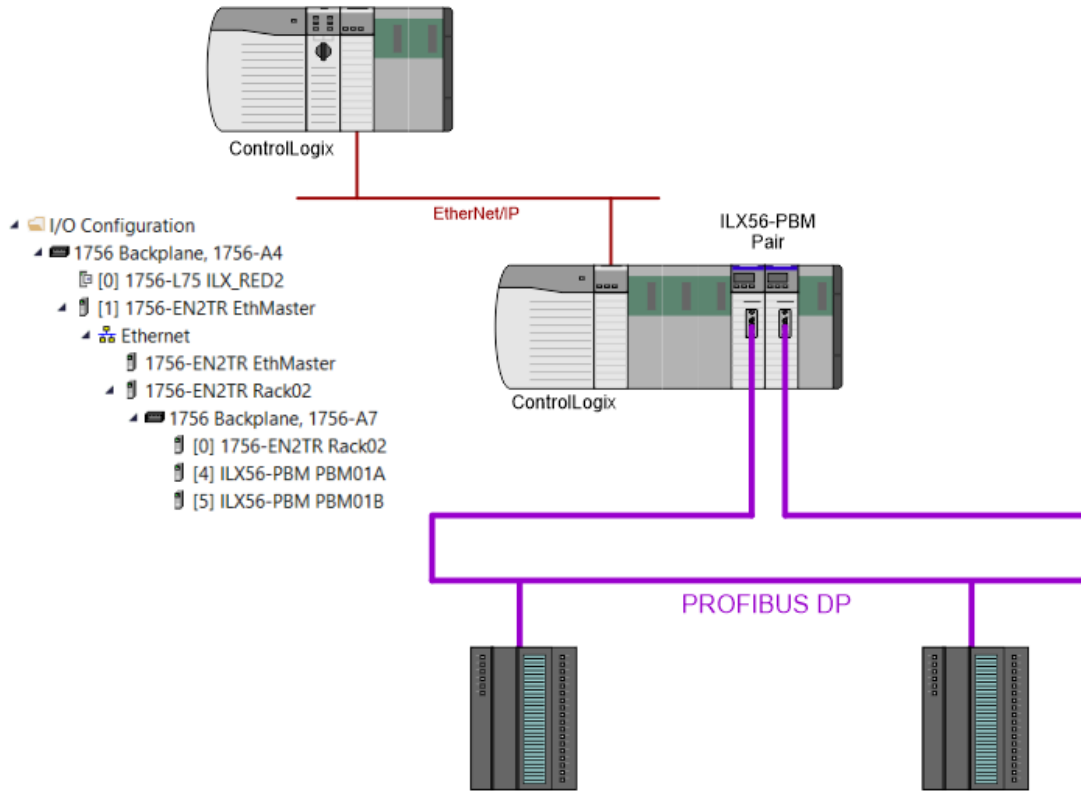 ControlLogix
EtherNet/IP
ILX56-PBM
Pair
I/O Configuration
1756 Backplane, 1756-A4
[0] 1756-L75 ILX_RED2
[1] 1756-EN2TR EthMaster
Ethernet
1756-EN2TR EthMaster
1756-EN2TR Rack02
1756 Backplane, 1756-A7
[0] 1756-EN2TR Rack02
[4] ILX56-PBM PBM01A
[5] ILX56-PBM PBM01B
ControlLogix
PROFIBUS DP